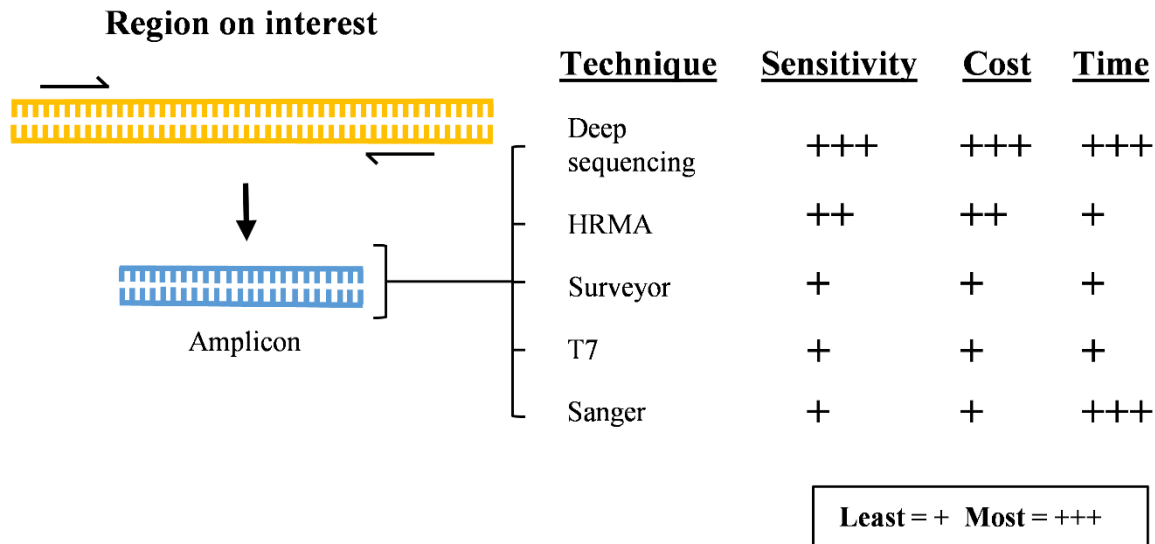 Region on interest
Technique Sensitivity Cost Time
Deep
sequencing +++ +++ +++
HRMA ++ ++ +
Surveyor + + +
T7 + + +
Sanger + + +++
Amplicon
Least = + Most = +++